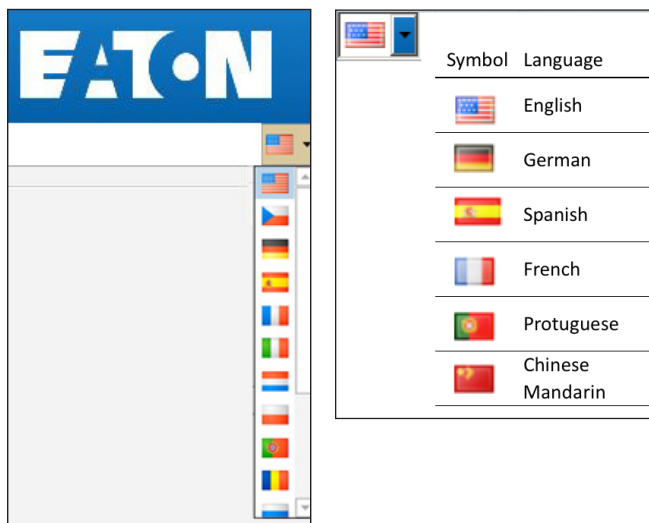 EATON
Symbol Language
English
German
Spanish
French
Protuguese
Chinese
Mandarin